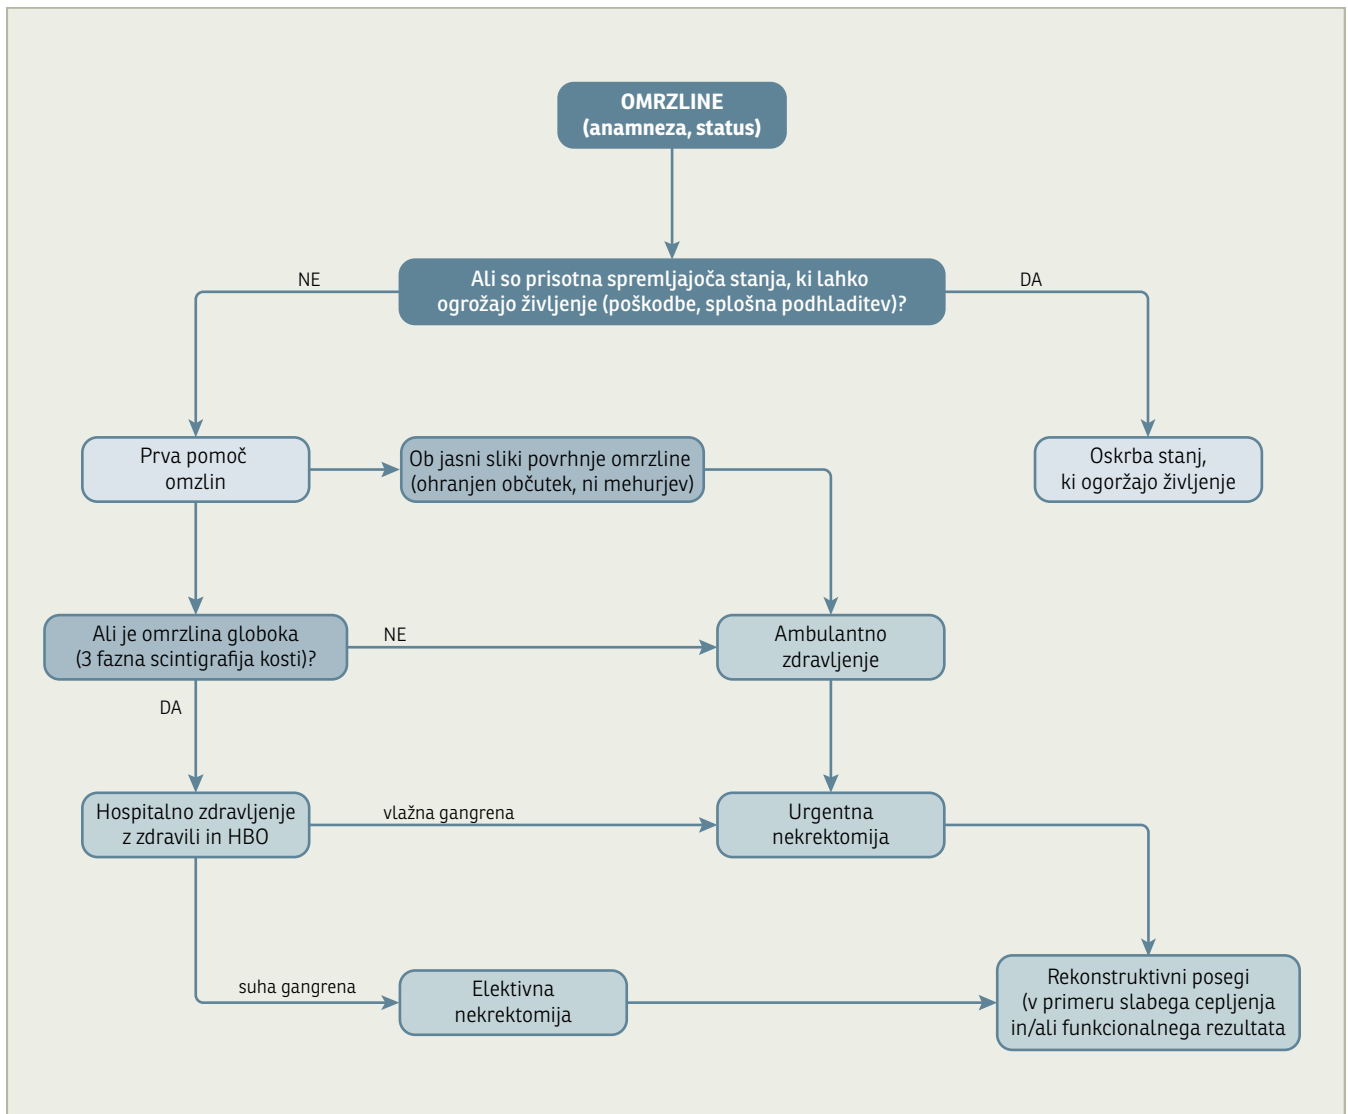 OMRZLINE
(anamneza, status)
NE
Ali so prisotna spremljajoča stanja, ki lahko
ogrožajo življenje (poškodbe, splošna podhladitev)?
DA
Prva pomoč
omzlin
Ob jasni sliki povrhnje omrzline
(ohranjen občutek, ni mehurjev)
Oskrba stanj,
ki ogoržajo življenje
Ali je omrzlina globoka
(3 fazna scintigrafija kosti)?
NE
Ambulantno
zdravljenje
DA
Hospitalno zdravljenje
z zdravili in HBO
vlažna gangrena
Urgentna
nekrektomija
suha gangrena
Elektivna
nekrektomija
Rekonstruktivni posegi
(v primeru slabega cepljenja
in/ali funkcionalnega rezultata